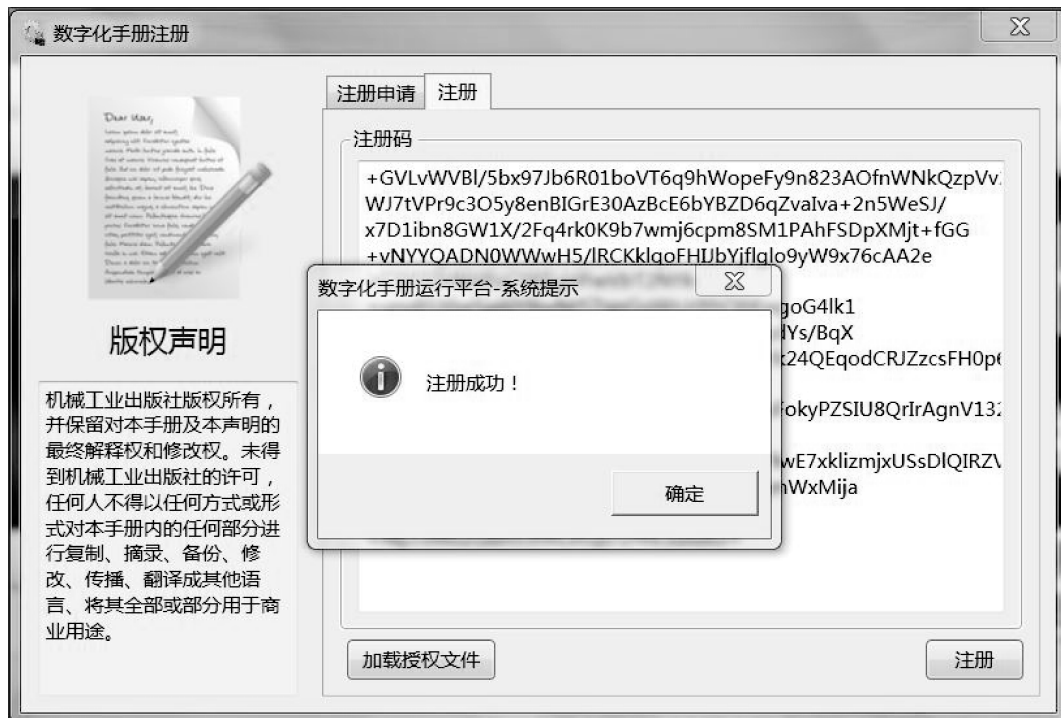 数字化手册注册
Dear User,
版权声明
机械工业出版社版权所有，
并保留对本手册及本声明的
最终解释权和修改权。未得
到机械工业出版社的许可，
任何人不得以任何方式或形
式对本手册内的任何部分进
行复制、摘录、备份、修
改、传播、翻译成其他语
言、将其全部或部分用于商
业用途。
注册申请 注册
注册码
+GVLvWVBl/5bx97Jb6R01boVT6q9hWopeFy9n823AOfnWNkQzpVv
WJ7tVPr9c3O5y8enBIGrE30AzBcE6bYBZD6qZvaIva+2n5WeSJ/
x7D1ibn8GW1X/2Fq4rk0K9b7wmj6cpm8SM1PAhFSDpXMjt+fGG
+vNYYQADN0WWwH5/lRCKklqoFHIJbYjflglo9yW9x76cAA2e
goG4lk1
Ys/BqX
24QEqodCRJZzcsFH0p
okyPZSIU8QrIrAgnV13
wE7xklizmjxUSsDlQIRZ
WxMija
数字化手册运行平台-系统提示
注册成功！
确定
加载授权文件
注册